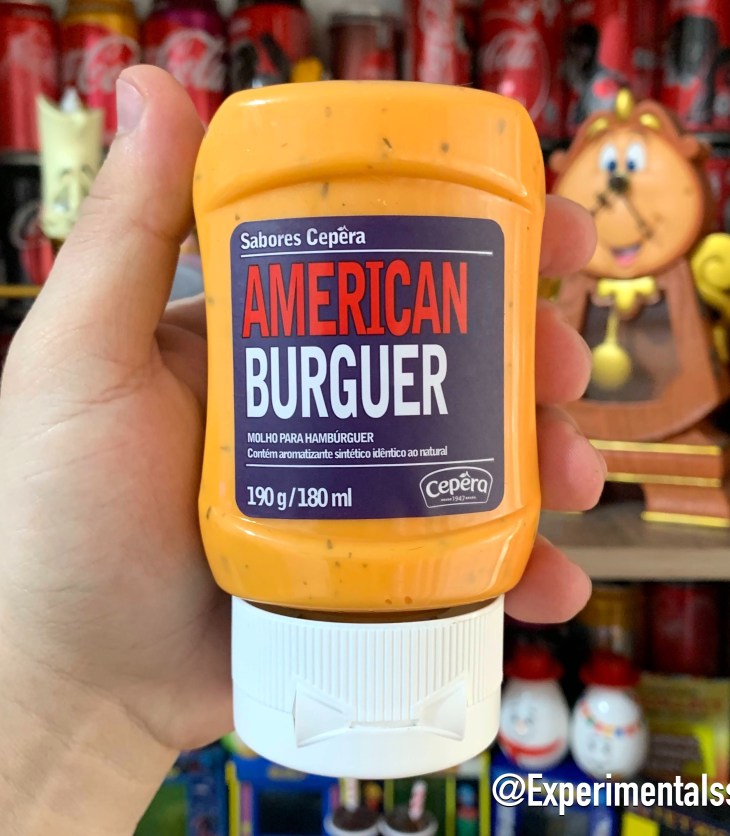 Sabores Cepêra
AMERICAN
BURGUER
MOLHO PARA HAMBÚRGUER
Contém aromatizante sintético idêntico ao natural
190 g/180 ml
Cepêra
@Experimentalss